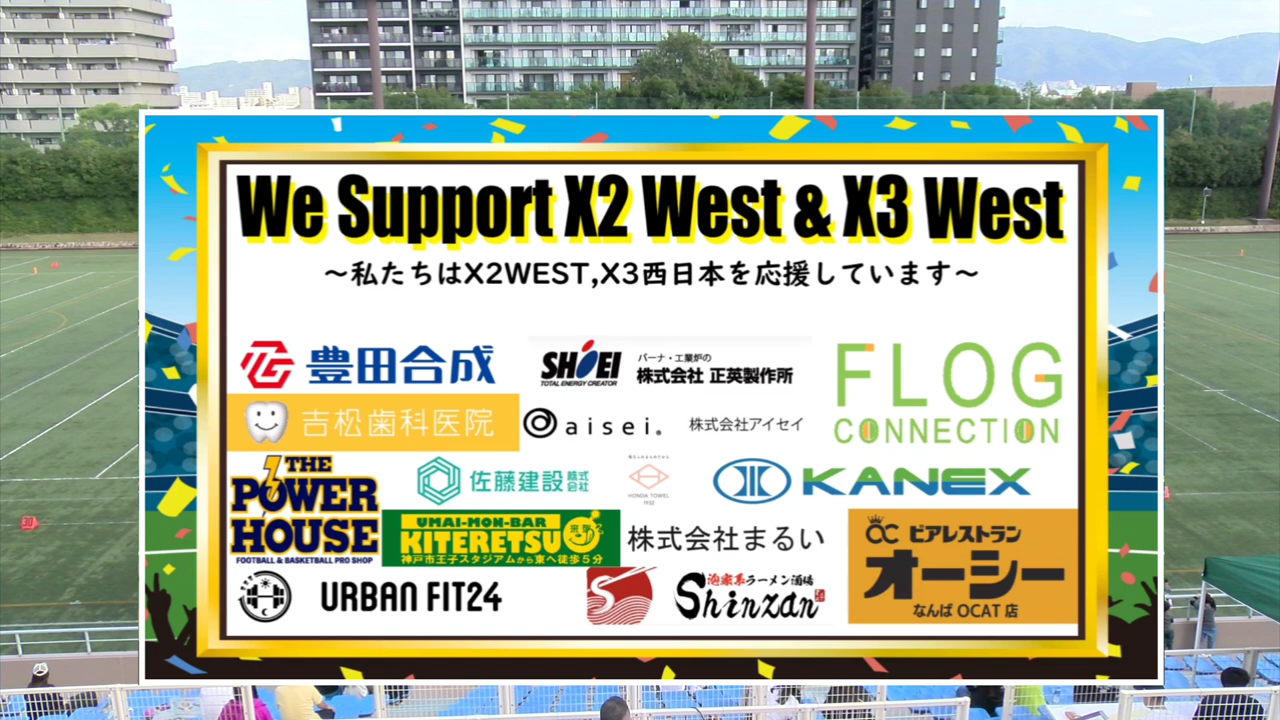 We Support X2 West & X3 West
～私たちはX2WEST,X3西日本を応援しています～
豊田合成
SHOEI
TOTAL ENERGY CREATOR
バーナ・工業炉の
株式会社 正英製作所
FLOG
CONNECTION
吉松歯科医院
aisei.
株式会社アイセイ
THE
POWER
HOUSE
FOOTBALL & BASKETBALL PRO SHOP
佐藤建設株式会社
HONDA TOWEL
1932
KANEX
UMAI-MON-BAR
KITERETSU
神戸市王子スタジアムから東へ徒歩5分
株式会社まるい
OC ビアレストラン
オーシー
なんば OCAT 店
URBAN FIT24
泡家系ラーメン酒場
Shinzan
30